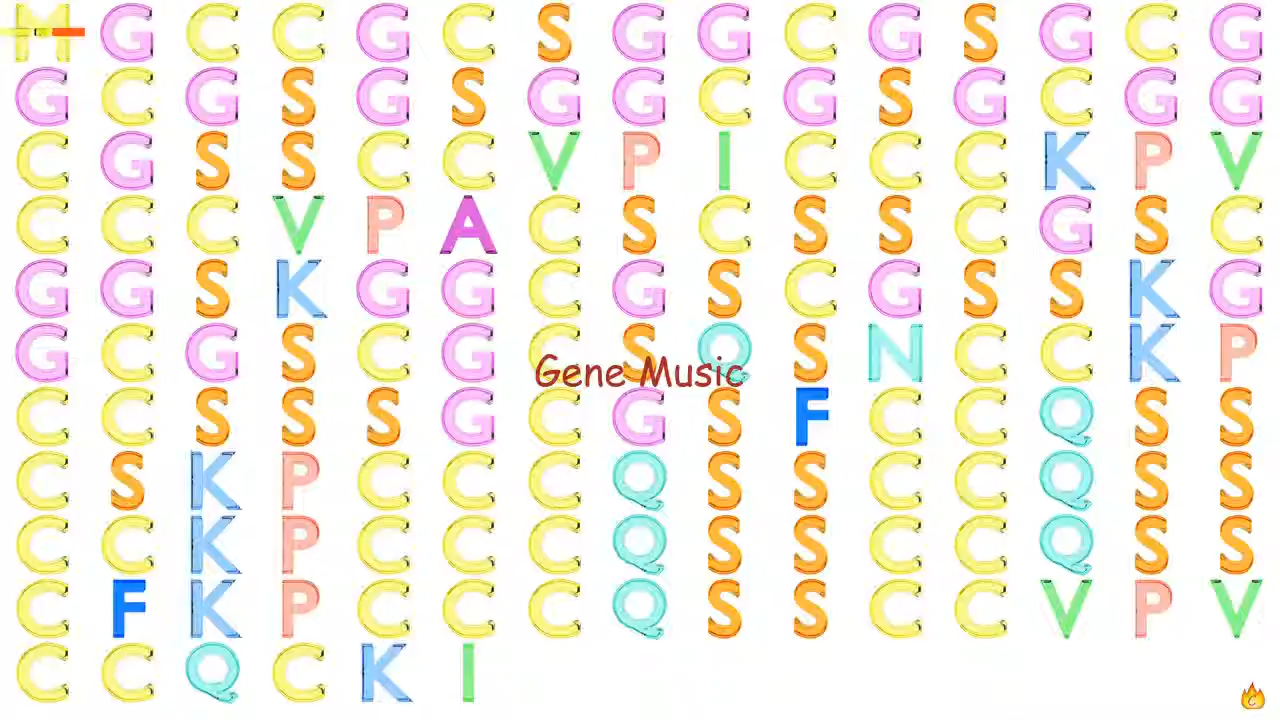 M G C C G C S G G C G S G C G
G C G S G S G G C G S G C G G
C G S S C C V P I C C C K P V
C C C V P A C S C S S C G S C
G G S K G G C G S C G S S K G
G C G S C G C S Q S N C C K P
Gene Music
C C S S S G C G S F C C Q S S
C S K P C C C Q S S C C Q S S
C C K P C C C Q S S C C Q S S
C F K P C C C Q S S C C V P V
C C Q C K I
C